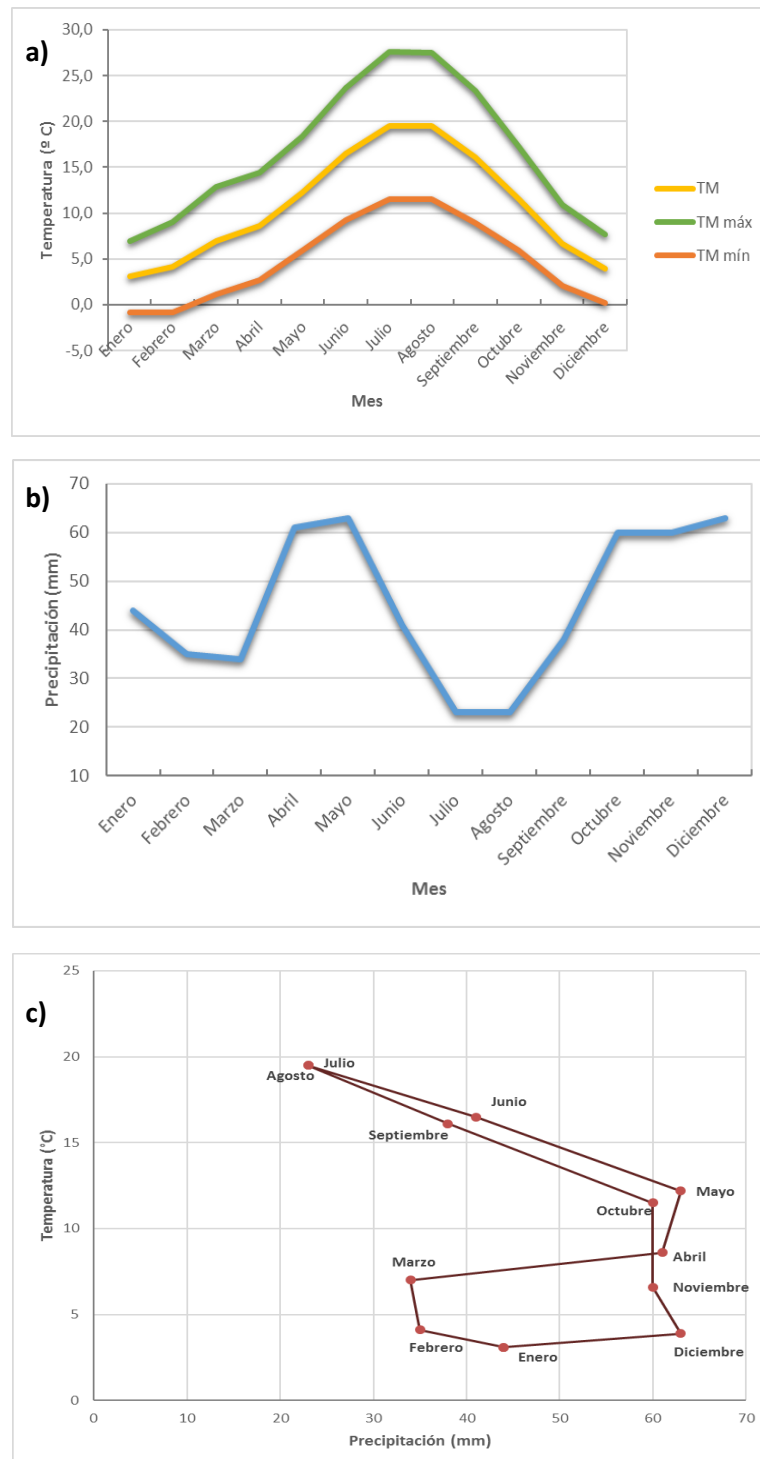 a)
30,0
25,0
20,0
15,0
10,0
5,0
0,0
-5,0
Temperatura (º C)
Enero
Febrero
Marzo
Abril
Mayo
Junio
Julio
Agosto
Septiembre
Octubre
Noviembre
Diciembre
Mes
TM
TM máx
TM mín
b)
70
60
50
40
30
20
10
Precipitación (mm)
Enero
Febrero
Marzo
Abril
Mayo
Junio
Julio
Agosto
Septiembre
Octubre
Noviembre
Diciembre
Mes
c)
25
20
15
10
5
0
Temperatura (°C)
Julio
Agosto
Junio
Septiembre
Mayo
Octubre
Abril
Marzo
Noviembre
Febrero
Enero
Diciembre
0 10 20 30 40 50 60 70
Precipitación (mm)